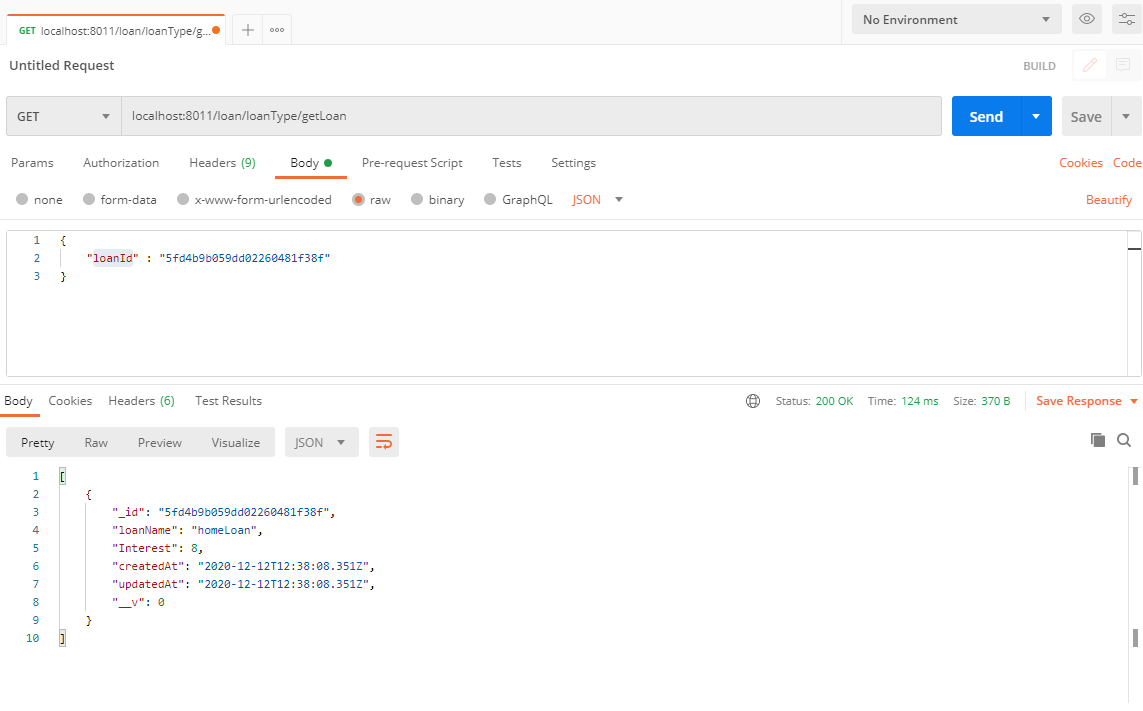 GET localhost:8011/loan/loanType/g... No Environment
Untitled Request BUILD
GET localhost:8011/loan/loanType/getLoan Send Save
Params Authorization Headers (9) Body Pre-request Script Tests Settings Cookies Code
none form-data x-www-form-urlencoded raw binary GraphQL JSON Beautify
1 {
2 "loanId" : "5fd4b9b059dd02260481f38f"
3 }
Body Cookies Headers (6) Test Results Status: 200 OK Time: 124 ms Size: 370 B Save Response
Pretty Raw Preview Visualize JSON
1 [
2 {
3 "_id": "5fd4b9b059dd02260481f38f",
4 "loanName": "homeLoan",
5 "Interest": 8,
6 "createdAt": "2020-12-12T12:38:08.351Z",
7 "updatedAt": "2020-12-12T12:38:08.351Z",
8 "__v": 0
9 }
10 ]